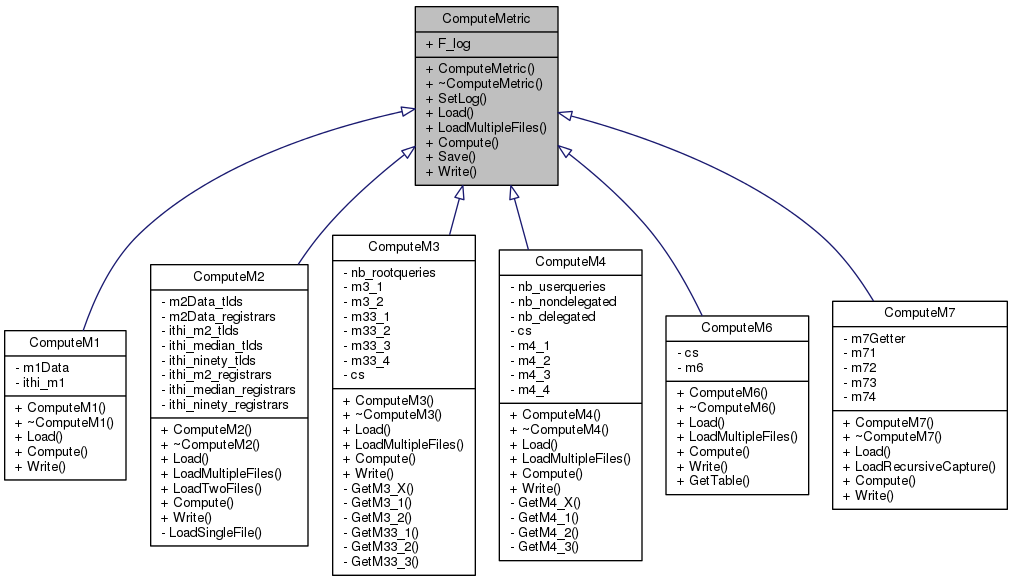 ComputeMetric
+ F_log
+ ComputeMetric()
+ ~ComputeMetric()
+ SetLog()
+ Load()
+ LoadMultipleFiles()
+ Compute()
+ Save()
+ Write()
ComputeM1
- m1Data
- ithi_m1
+ ComputeM1()
+ ~ComputeM1()
+ Load()
+ Compute()
+ Write()
ComputeM2
- m2Data_tlds
- m2Data_registrars
- ithi_m2_tlds
- ithi_median_tlds
- ithi_ninety_tlds
- ithi_m2_registrars
- ithi_median_registrars
- ithi_ninety_registrars
+ ComputeM2()
+ ~ComputeM2()
+ Load()
+ LoadMultipleFiles()
+ LoadTwoFiles()
+ Compute()
+ Write()
- LoadSingleFile()
ComputeM3
- nb_rootqueries
- m3_1
- m3_2
- m33_1
- m33_2
- m33_3
- m33_4
- cs
+ ComputeM3()
+ ~ComputeM3()
+ Load()
+ LoadMultipleFiles()
+ Compute()
+ Write()
- GetM3_X()
- GetM3_1()
- GetM3_2()
- GetM33_1()
- GetM33_2()
- GetM33_3()
ComputeM4
- nb_userqueries
- nb_nondelegated
- nb_delegated
- cs
- m4_1
- m4_2
- m4_3
- m4_4
+ ComputeM4()
+ ~ComputeM4()
+ Load()
+ LoadMultipleFiles()
+ Compute()
+ Write()
- GetM4_X()
- GetM4_1()
- GetM4_2()
- GetM4_3()
ComputeM6
- cs
- m6
+ ComputeM6()
+ ~ComputeM6()
+ Load()
+ LoadMultipleFiles()
+ Compute()
+ Write()
+ GetTable()
ComputeM7
- m7Getter
- m71
- m72
- m73
- m74
+ ComputeM7()
+ ~ComputeM7()
+ Load()
+ LoadRecursiveCapture()
+ Compute()
+ Write()